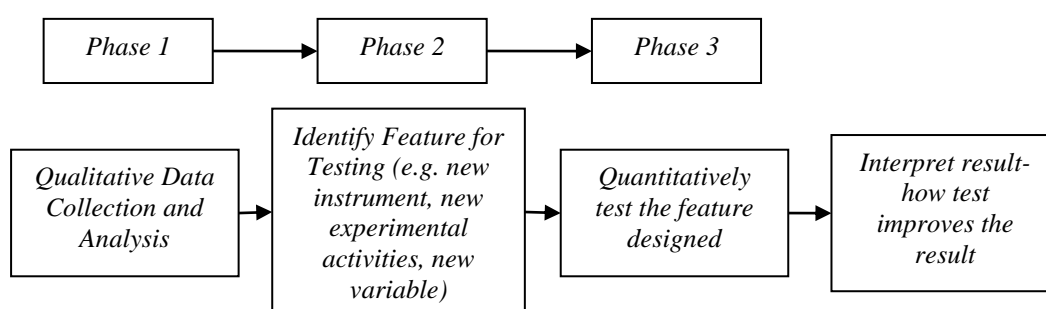 Phase 1
Phase 2
Phase 3
Qualitative Data
Collection and
Analysis
Identify Feature for
Testing (e.g. new
instrument, new
experimental
activities, new
variable)
Quantitatively
test the feature
designed
Interpret result-
how test
improves the
result